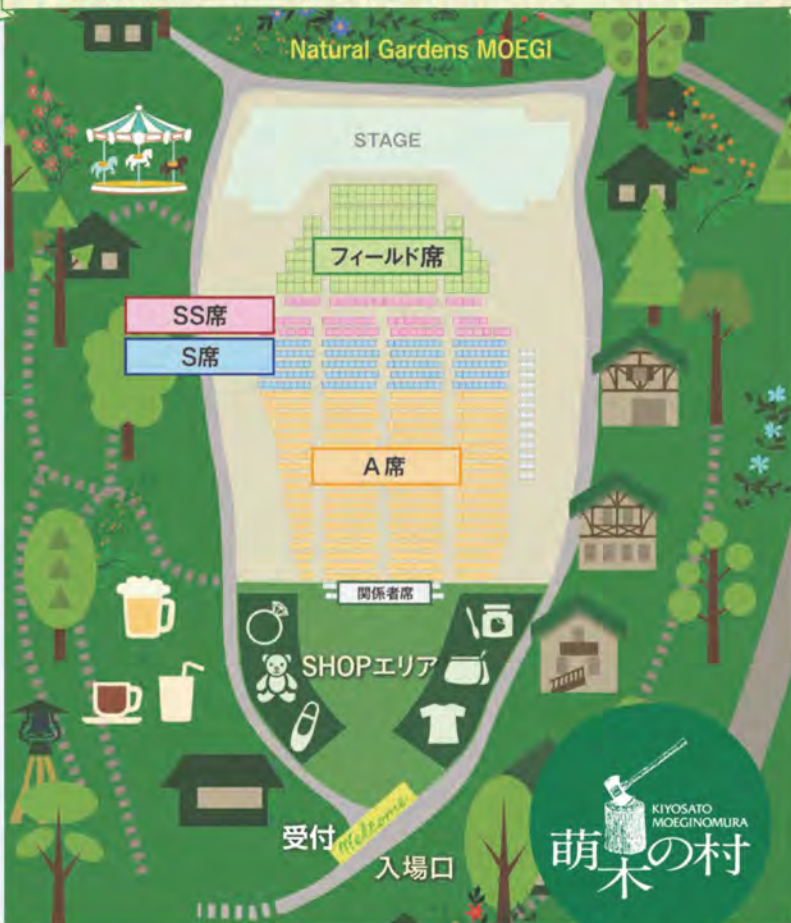 Natural Gardens MOEGI
STAGE
フィールド席
SS席
S席
A席
関係者席
SHOPエリア
受付
Welcome
入場口
KIYOSATO
MOEGINOMURA
萌木の村